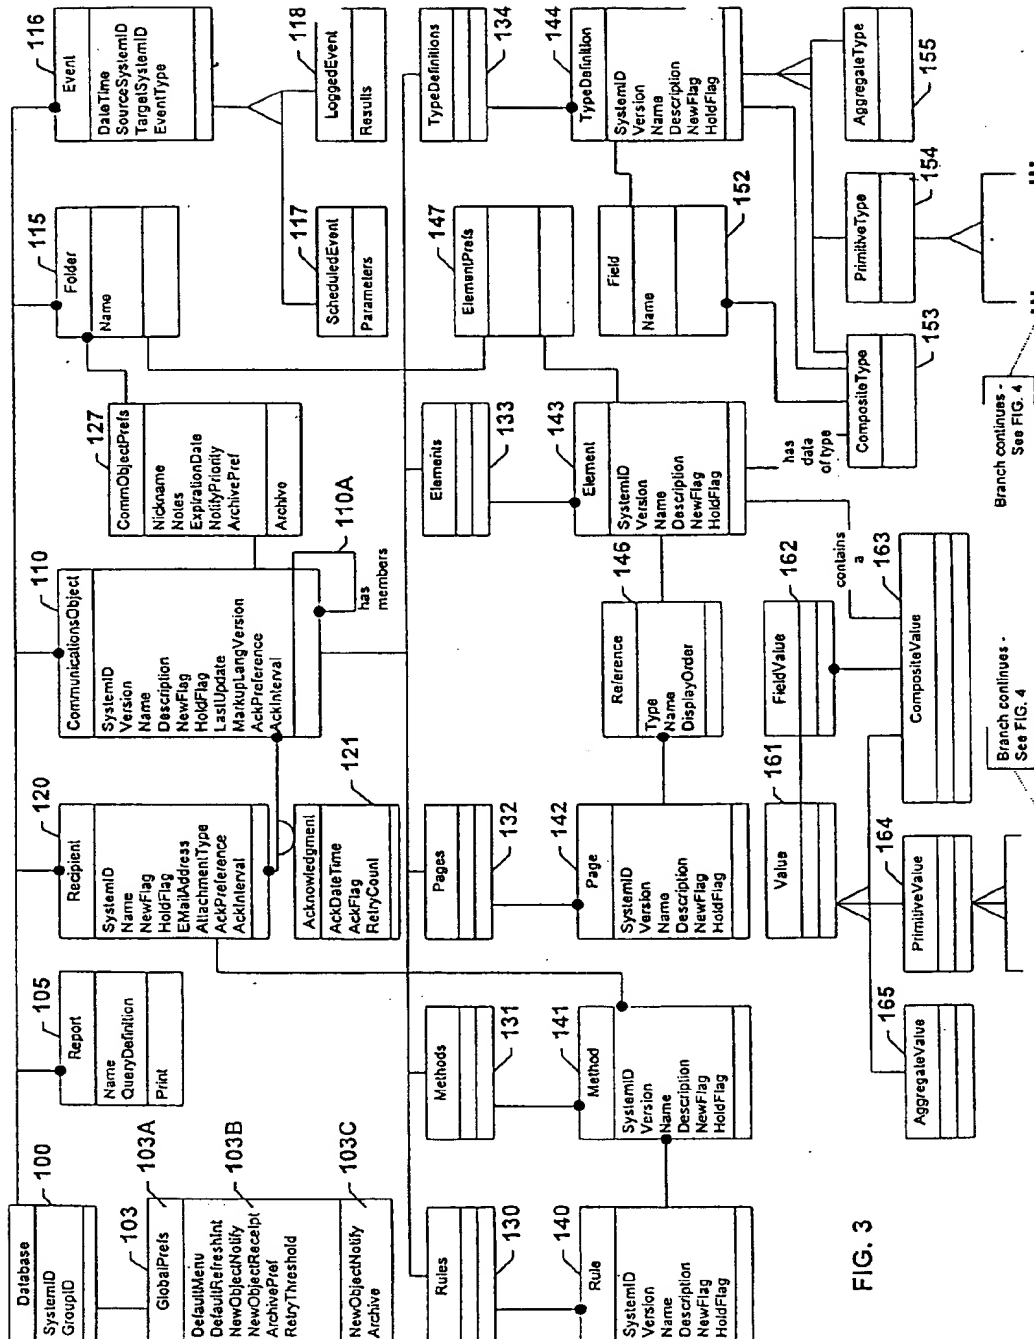 Database
100
SystemID
GroupID
103
103A
GlobalPrefs
103B
DefaultMenu
DefaultRefreshInt
NewObjectNotify
NewObjectReceipt
ArchivePref
RetryThreshold
103C
NewObjectNotify
Archive
105
Report
Name
QueryDefinition
Print
120
Recipient
SystemID
Name
NewFlag
HoldFlag
EMailAddress
AttachmentType
AckPreference
AckInterval
121
Acknowledgment
AckDateTime
AckFlag
RetryCount
110
CommunicationsObject
SystemID
Version
Name
Description
NewFlag
HoldFlag
LastUpdate
MarkupLangVersion
AckPreference
AckInterval
110A
has
members
127
CommObjectPrefs
Nickname
Notes
ExpirationDate
NotifyPriority
ArchivePref
Archive
115
Folder
Name
116
Event
DateTime
SourceSystemID
TargetSystemID
EventType
117
ScheduledEvent
Parameters
118
LoggedEvent
Results
Rules
130
Methods
131
Pages
132
Elements
133
ElementPrefs
147
TypeDefinitions
134
Rule
140
SystemID
Version
Name
Description
NewFlag
HoldFlag
Method
141
SystemID
Version
Name
Description
NewFlag
HoldFlag
Page
142
SystemID
Version
Name
Description
NewFlag
HoldFlag
146
Reference
Type
Name
DisplayOrder
Element
143
SystemID
Version
Name
Description
NewFlag
HoldFlag
Field
Name
152
TypeDefinition
144
SystemID
Version
Name
Description
NewFlag
HoldFlag
has
data
of type
contains
a
165
AggregateValue
Value
161
164
PrimitiveValue
FieldValue
162
163
CompositeValue
CompositeType
153
PrimitiveType
154
AggregateType
155
Branch continues -
See FIG. 4
Branch continues -
See FIG. 4
FIG. 3